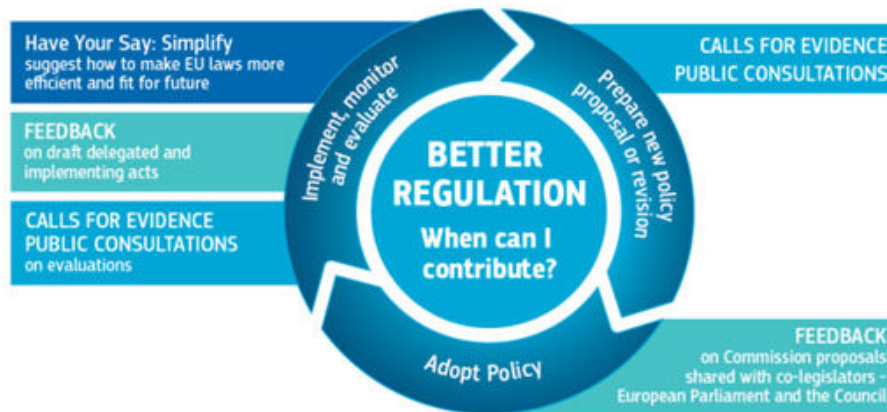 Have Your Say: Simplify
suggest how to make EU laws more
efficient and fit for future
FEEDBACK
on draft delegated and
implementing acts
CALLS FOR EVIDENCE
PUBLIC CONSULTATIONS
on evaluations
Implement, monitor
and evaluate
BETTER
REGULATION
When can I
contribute?
Prepare new policy
proposal or revision
Adopt Policy
CALLS FOR EVIDENCE
PUBLIC CONSULTATIONS
FEEDBACK
on Commission proposals
shared with co-legislators -
European Parliament and the Council